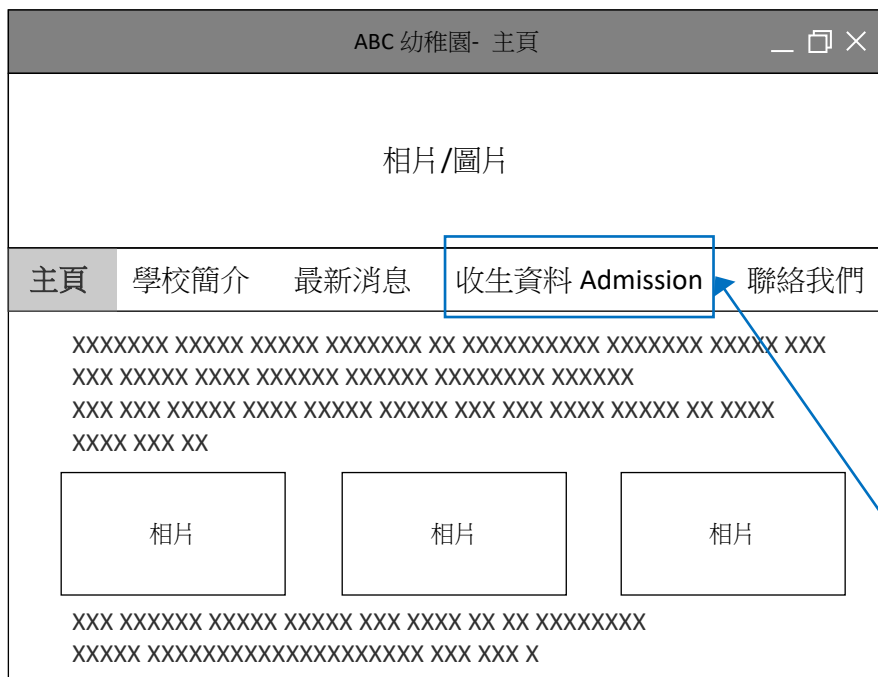 ABC 幼稚園- 主頁
相片/圖片
主頁 學校簡介 最新消息 收生資料 Admission 聯絡我們
XXXXXXX XXXXX XXXXX XXXXXXX XX XXXXXXXXXX XXXXXXX XXXXX XXX
XXX XXXXX XXXX XXXXXX XXXXXX XXXXXXXX XXXXXX
XXX XXX XXXXX XXXX XXXXX XXXXX XXX XXX XXXX XXXXX XX XXXX
XXXX XXX XX
相片 相片 相片
XXX XXXXXX XXXXX XXXXX XXX XXXX XX XX XXXXXXXX
XXXXX XXXXXXXXXXXXXXXXXXXX XXX XXX X